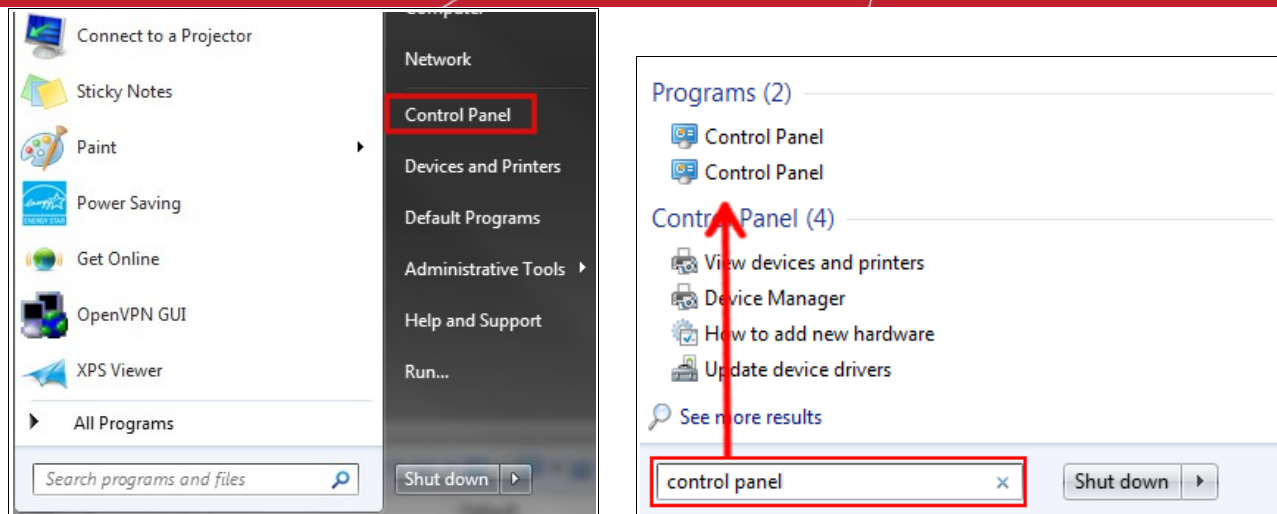 Computer
Connect to a Projector
Network
Sticky Notes
Control Panel
Paint
Devices and Printers
Power Saving
Default Programs
Get Online
Administrative Tools
OpenVPN GUI
Help and Support
XPS Viewer
Run...
All Programs
Search programs and files
Shut down
Programs (2)
Control Panel
Control Panel
Control Panel (4)
View devices and printers
Device Manager
How to add new hardware
Update device drivers
See more results
control panel
Shut down